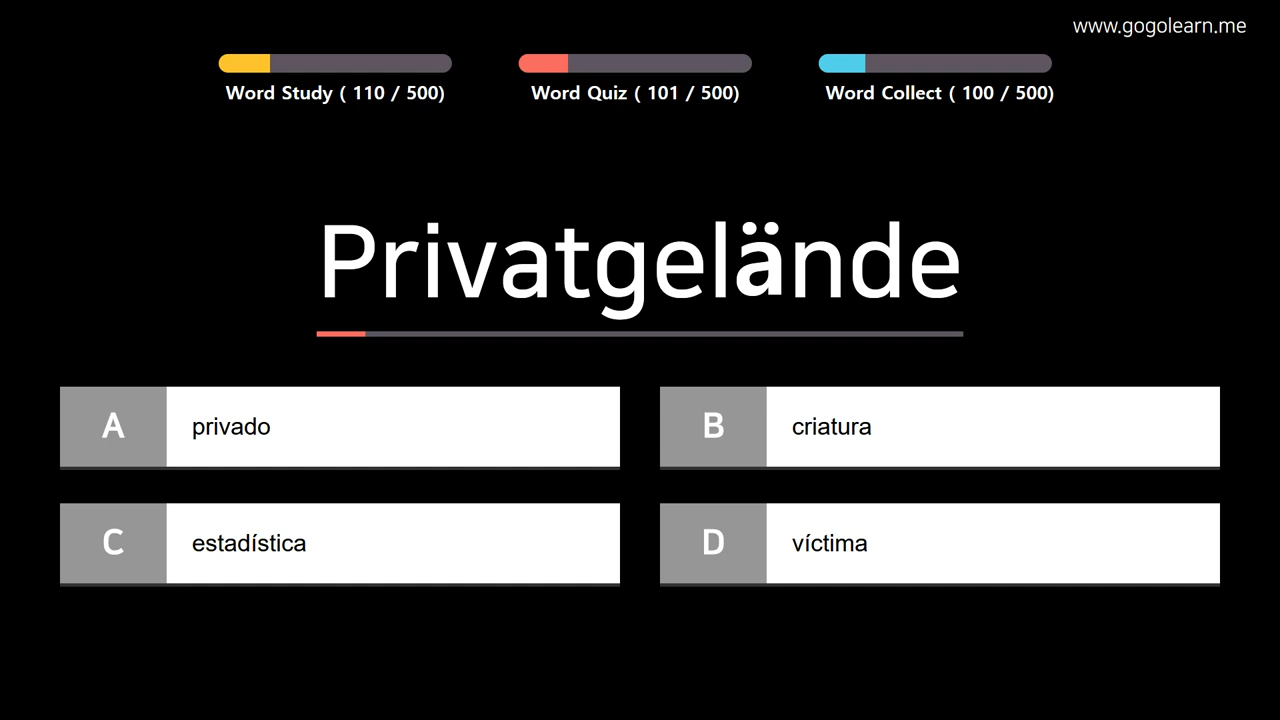 www.gogolearn.me
Word Study ( 110 / 500)
Word Quiz ( 101 / 500)
Word Collect ( 100 / 500)
Privatgelände
A privado
B criatura
C estadística
D víctima